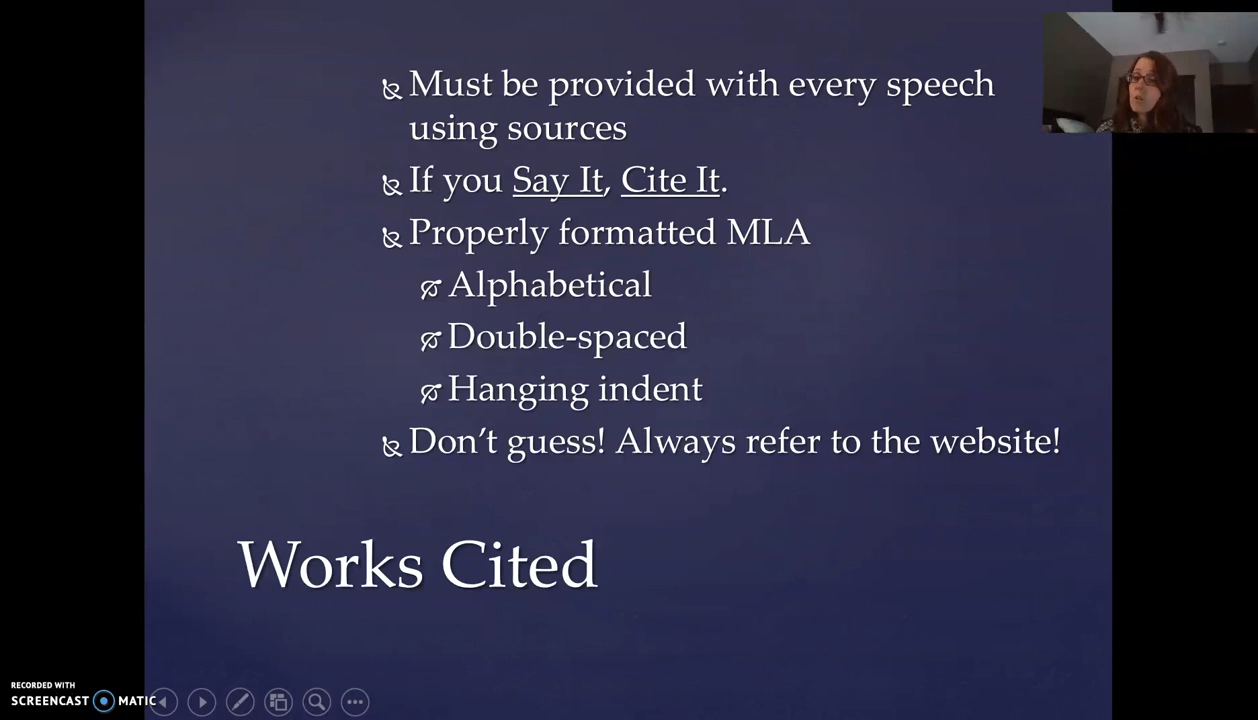 Must be provided with every speech
using sources
If you Say It, Cite It.
Properly formatted MLA
Alphabetical
Double-spaced
Hanging indent
Don’t guess! Always refer to the website!
Works Cited
RECORDED WITH
SCREENCAST MATIC